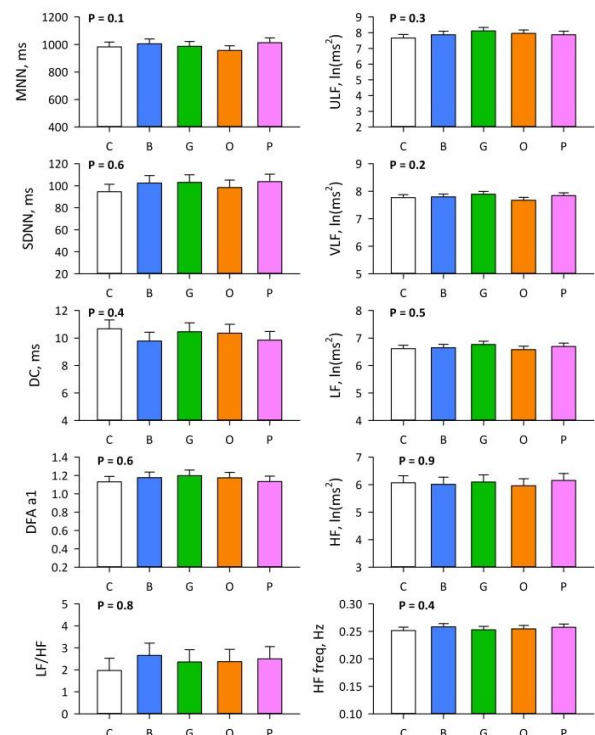 P = 0.1
MNN, ms
1000
800
600
400
C B G O P
P = 0.3
ULF, ln(ms²)
9
8
7
6
5
4
3
2
C B G O P
P = 0.6
SDNN, ms
120
100
80
60
40
20
C B G O P
P = 0.2
VLF, ln(ms²)
9
8
7
6
5
C B G O P
P = 0.4
DC, ms
12
10
8
6
4
C B G O P
P = 0.5
LF, ln(ms²)
8
7
6
5
4
C B G O P
P = 0.6
DFA a1
1.4
1.2
1.0
0.8
0.6
0.4
0.2
C B G O P
P = 0.9
HF, ln(ms²)
7
6
5
4
3
C B G O P
P = 0.8
LF/HF
5
4
3
2
1
0
C B G O P
P = 0.4
HF freq, Hz
0.30
0.25
0.20
0.15
0.10
C B G O P